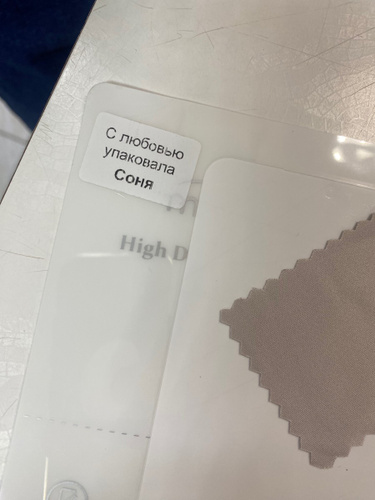 С любовью
упаковала
Соня
High D